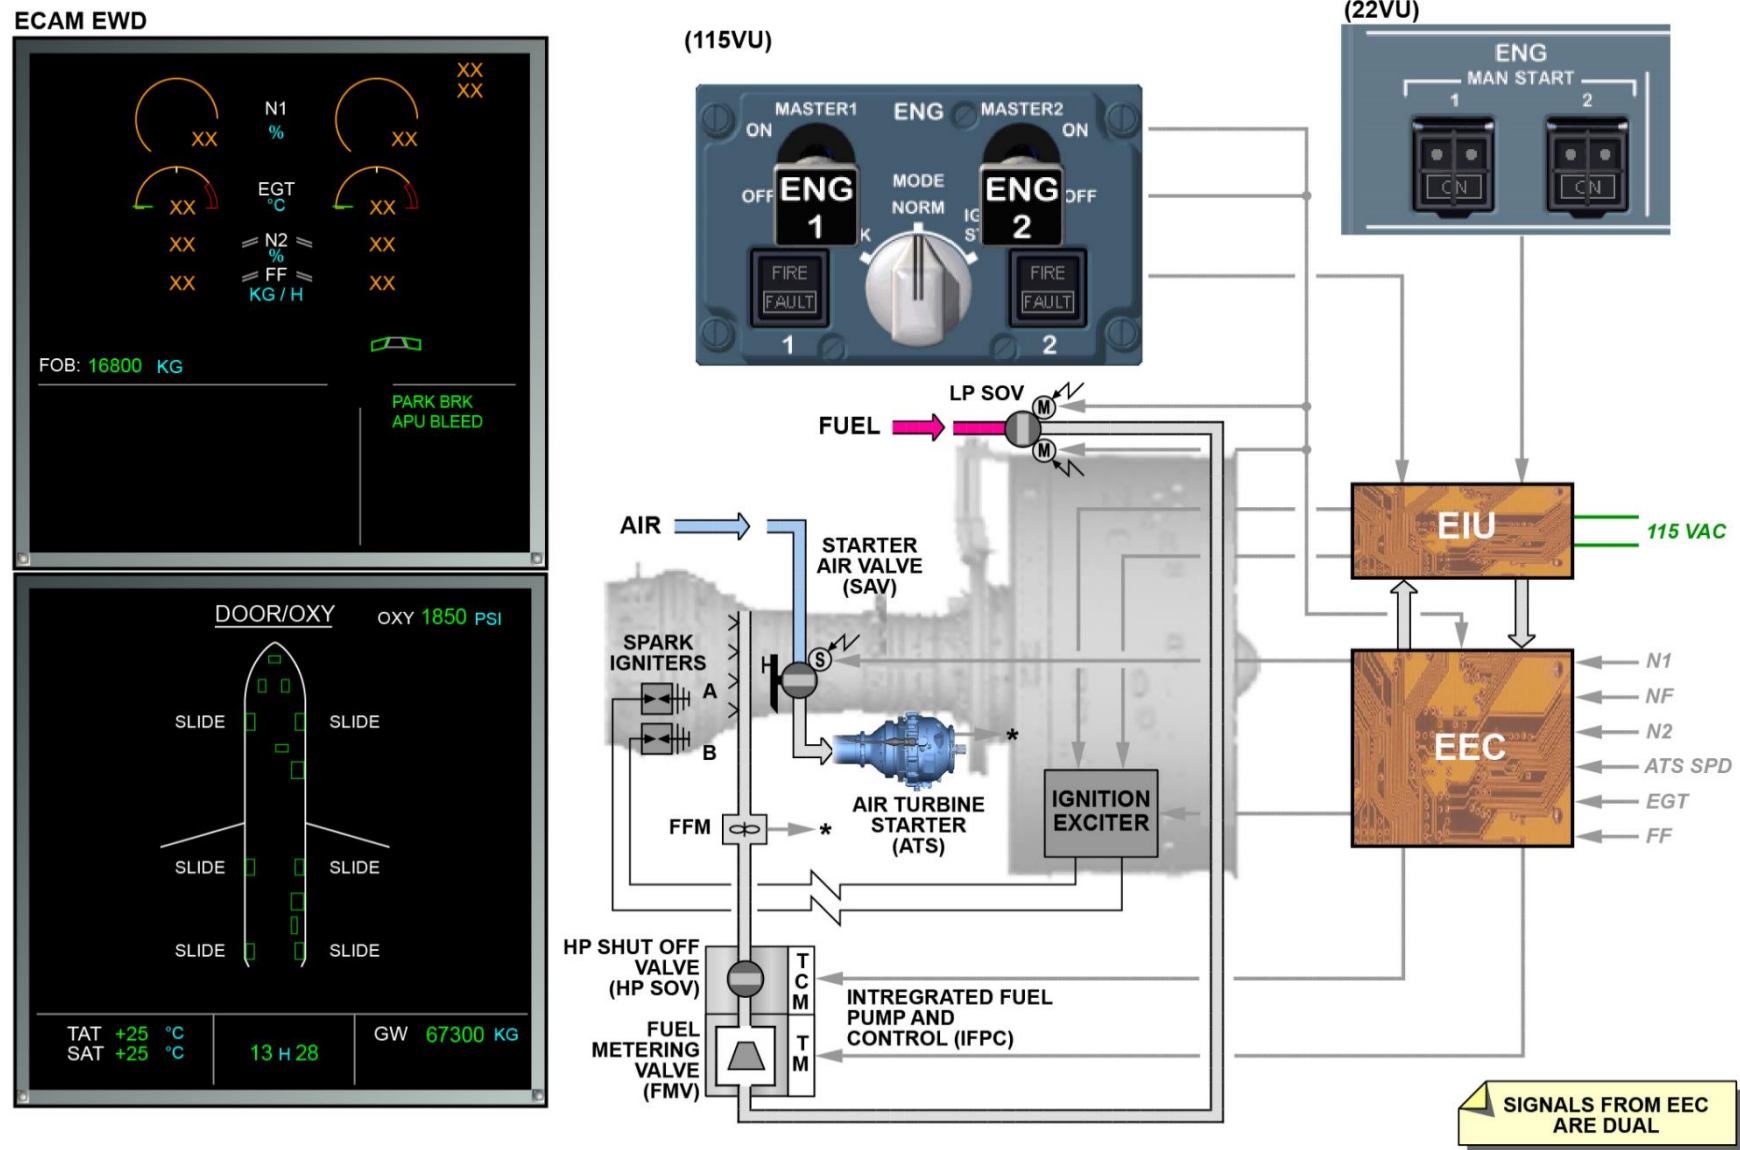 ECAM EWD
XX
XX
N1
%
XX
XX
EGT
°C
XX
XX
XX
N2
%
XX
XX
FF
KG / H
XX
FOB: 16800 KG
PARK BRK
APU BLEED
DOOR/OXY
OXY 1850 PSI
SLIDE
SLIDE
SLIDE
SLIDE
SLIDE
SLIDE
TAT +25 °C
SAT +25 °C
13 H 28
GW 67300 KG
(115VU)
MASTER1
ENG
MASTER2
ON
ON
OFF
OFF
ENG
1
ENG
2
MODE
NORM
K
FIRE
FAULT
FIRE
FAULT
1
2
(22VU)
ENG
MAN START
1
2
ON
ON
LP SOV
M
FUEL
M
AIR
STARTER
AIR VALVE
(SAV)
S
SPARK
IGNITERS
A
B
*
AIR TURBINE
STARTER
(ATS)
FFM
*
IGNITION
EXCITER
HP SHUT OFF
VALVE
(HP SOV)
T
C
M
INTREGRATED FUEL
PUMP AND
CONTROL (IFPC)
FUEL
METERING
VALVE
(FMV)
T
M
EIU
115 VAC
EEC
N1
NF
N2
ATS SPD
EGT
FF
SIGNALS FROM EEC
ARE DUAL